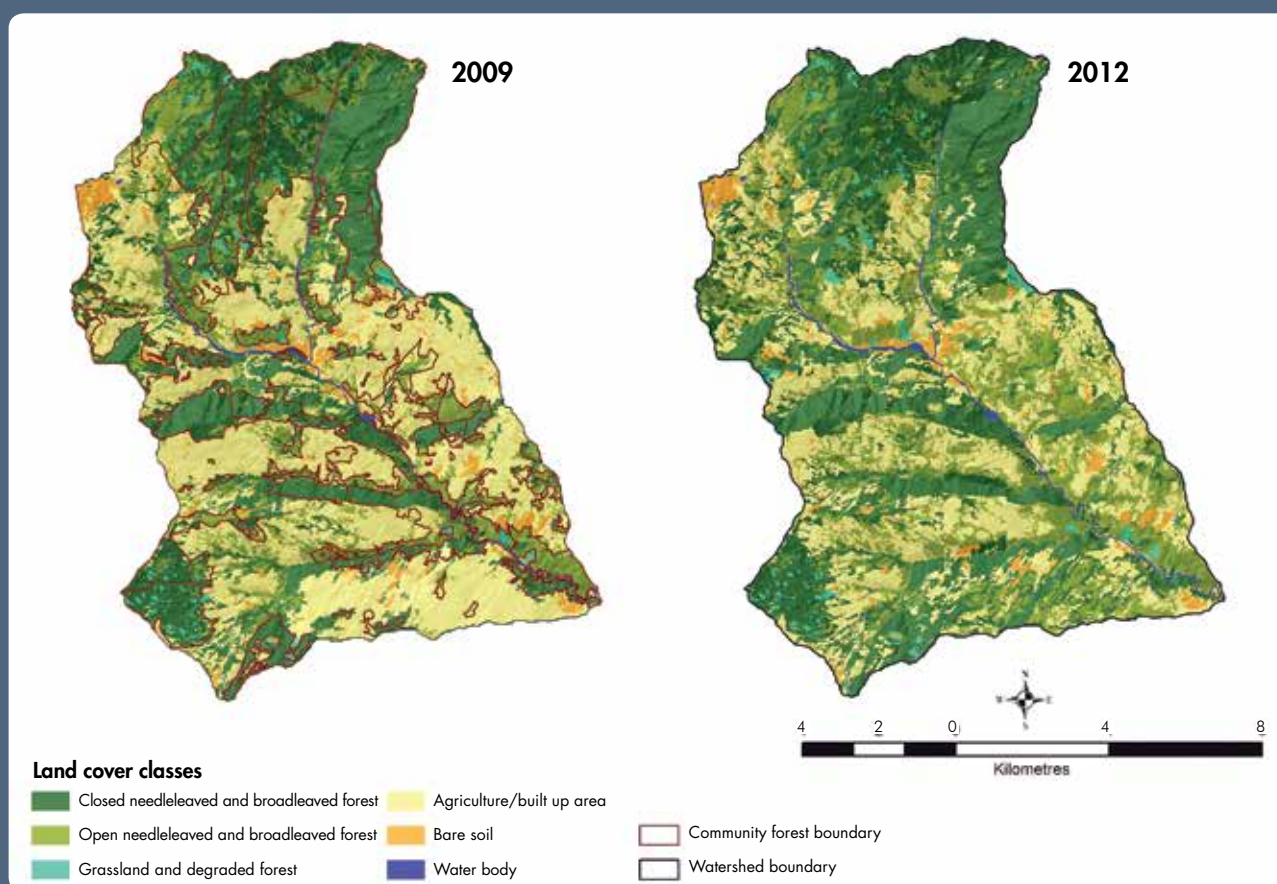 2009
2012
N
W E
S
4 2 0 4 8
Kilometres
Land cover classes
Closed needleleaved and broadleaved forest
Open needleleaved and broadleaved forest
Grassland and degraded forest
Agriculture/built up area
Bare soil
Water body
Community forest boundary
Watershed boundary